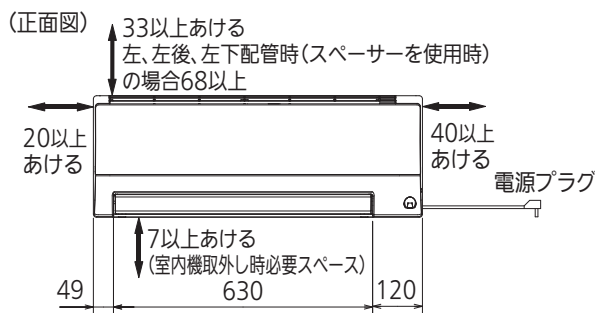 （正面図）
33以上あける
左、左後、左下配管時（スペーサーを使用時）
の場合68以上
20以上
あける
40以上
あける
電源プラグ
7以上あける
（室内機取外し時必要スペース）
49
630
120